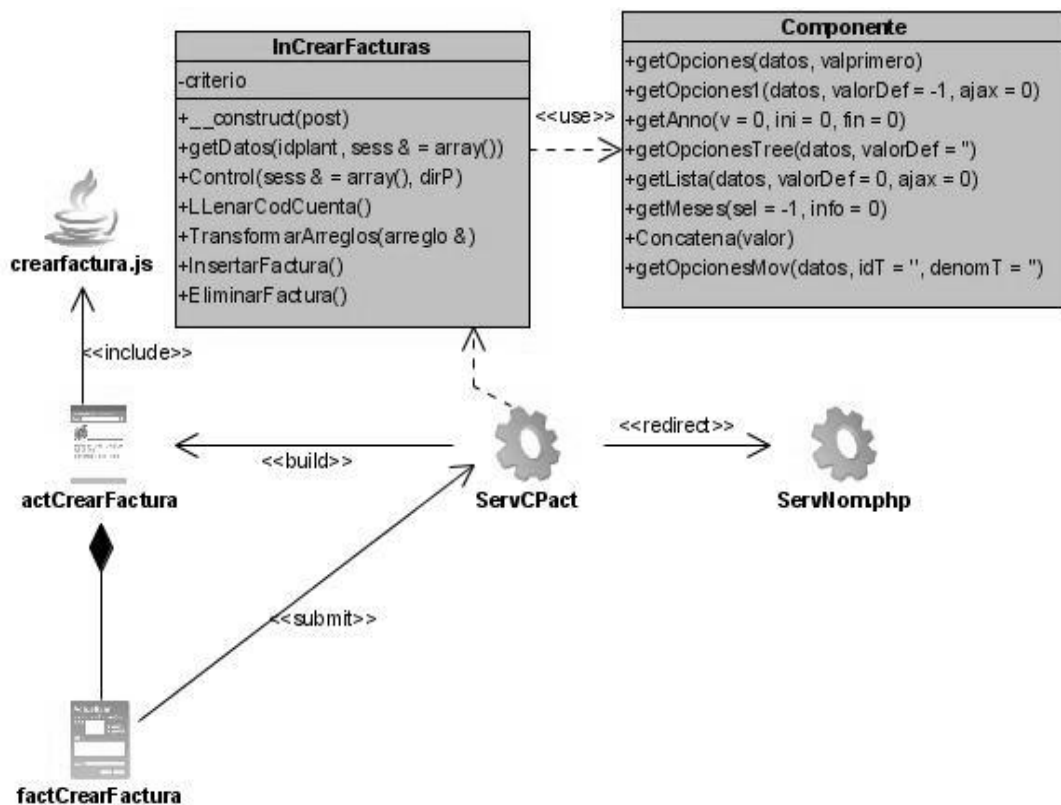 InCrearFacturas
-criterio
+__construct(post)
+getDatos(idplant, sess & = array())
+Control(sess & = array(), dirP)
+LLenarCodCuenta()
+TransformarArreglos(arreglo &)
+InsertarFactura()
+EliminarFactura()
<<use>>
Componente
+getOpciones(datos, valprimero)
+getOpciones1(datos, valorDef = -1, ajax = 0)
+getAnno(v = 0, ini = 0, fin = 0)
+getOpcionesTree(datos, valorDef = '')
+getLista(datos, valorDef = 0, ajax = 0)
+getMeses(sel = -1, info = 0)
+Concatena(valor)
+getOpcionesMov(datos, idT = '', denomT = '')
crearfactura.js
<<include>>
actCrearFactura
<<build>>
ServCPact
<<redirect>>
ServNom.php
<<submit>>
factCrearFactura